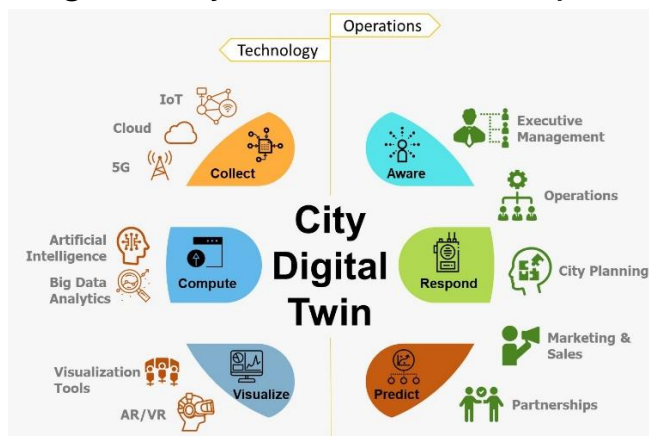 Operations
Technology
IoT
Cloud
5G
Collect
Aware
Executive
Management
Operations
Artificial
Intelligence
Big Data
Analytics
Compute
City
Digital
Twin
Respond
City Planning
Visualization
Tools
AR/VR
Visualize
Predict
Marketing &
Sales
Partnerships